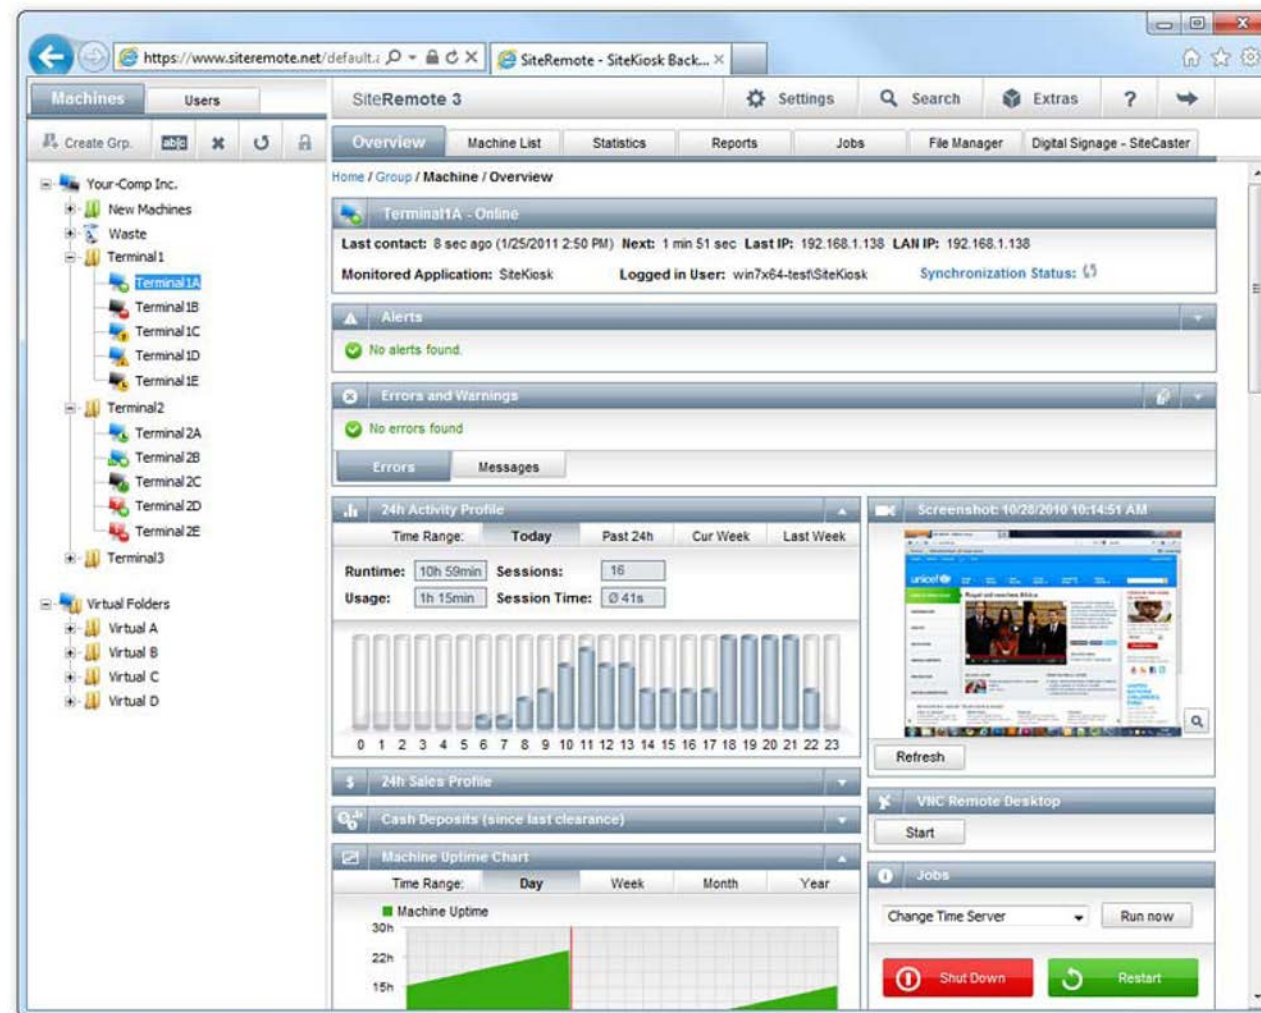 https://www.siteremote.net/default.a
SiteRemote - SiteKiosk Back...
Machines
Users
SiteRemote 3
Settings
Search
Extras
?
Create Grp.
ab|c
Overview
Machine List
Statistics
Reports
Jobs
File Manager
Digital Signage - SiteCaster
Home / Group / Machine / Overview
Your-Comp Inc.
New Machines
Waste
Terminal1
Terminal1A
Terminal1B
Terminal1C
Terminal1D
Terminal1E
Terminal2
Terminal2A
Terminal2B
Terminal2C
Terminal2D
Terminal2E
Terminal3
Virtual Folders
Virtual A
Virtual B
Virtual C
Virtual D
Terminal1A - Online
Last contact: 8 sec ago (1/25/2011 2:50 PM) Next: 1 min 51 sec Last IP: 192.168.1.138 LAN IP: 192.168.1.138
Monitored Application: SiteKiosk Logged in User: win7x64-test\SiteKiosk Synchronization Status:
Alerts
No alerts found.
Errors and Warnings
No errors found
Errors
Messages
24h Activity Profile
Time Range: Today Past 24h Cur Week Last Week
Runtime: 10h 59min Sessions: 16
Usage: 1h 15min Session Time: Ø 41s
0 1 2 3 4 5 6 7 8 9 10 11 12 13 14 15 16 17 18 19 20 21 22 23
$ 24h Sales Profile
Cash Deposits (since last clearance)
Machine Uptime Chart
Time Range: Day Week Month Year
Machine Uptime
30h
22h
15h
Screenshot: 10/28/2010 10:14:51 AM
unicef
Refresh
VNC Remote Desktop
Start
Jobs
Change Time Server
Run now
Shut Down
Restart